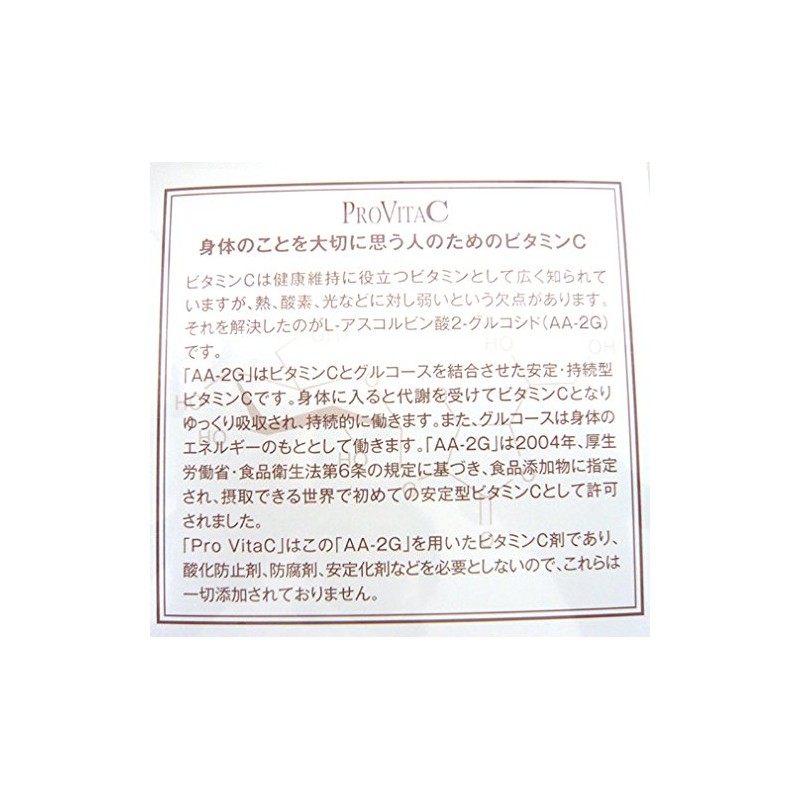 PROVITAC
身体のことを大切に思う人のためのビタミンC
ビタミンCは健康維持に役立つビタミンとして広く知られて
いますが、熱、酸素、光などに対し弱いという欠点があります。
それを解決したのがL-アスコルビン酸2-グルコシド(AA-2G)
です。
「AA-2G」はビタミンCとグルコースを結合させた安定・持続型
ビタミンCです。身体に入ると代謝を受けてビタミンCとなり
ゆっくり吸収され、持続的に働きます。また、グルコースは身体の
エネルギーのもととして働きます。「AA-2G」は2004年、厚生
労働省・食品衛生法第6条の規定に基づき、食品添加物に指定
され、摂取できる世界で初めての安定型ビタミンCとして許可
されました。
「Pro VitaC」はこの「AA-2G」を用いたビタミンC剤であり、
酸化防止剤、防腐剤、安定化剤などを必要としないので、これらは
一切添加されておりません。
HO
OH
HO
HO
HO
O
O
O
O